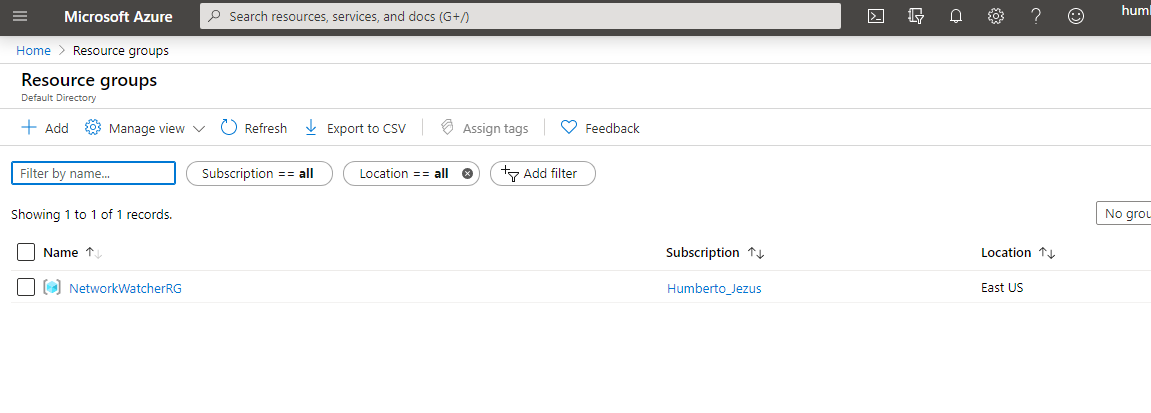 Microsoft Azure
Search resources, services, and docs (G+/)
Home > Resource groups
Resource groups
Default Directory
Add Manage view Refresh Export to CSV Assign tags Feedback
Filter by name... Subscription == all Location == all Add filter
Showing 1 to 1 of 1 records.
No grou
Name Subscription Location
NetworkWatcherRG Humberto_Jezus East US